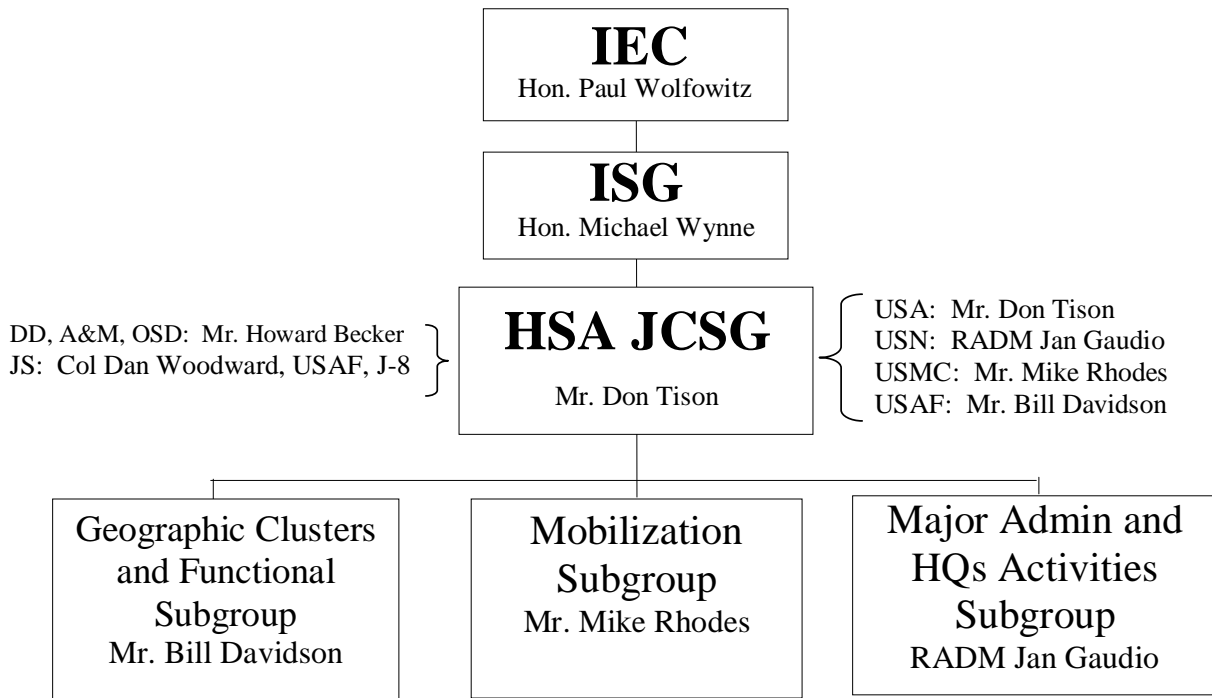 IEC
Hon. Paul Wolfowitz
ISG
Hon. Michael Wynne
DD, A&M, OSD: Mr. Howard Becker
JS: Col Dan Woodward, USAF, J-8
HSA JCSG
Mr. Don Tison
USA: Mr. Don Tison
USN: RADM Jan Gaudio
USMC: Mr. Mike Rhodes
USAF: Mr. Bill Davidson
Geographic Clusters
and Functional
Subgroup
Mr. Bill Davidson
Mobilization
Subgroup
Mr. Mike Rhodes
Major Admin and
HQs Activities
Subgroup
RADM Jan Gaudio